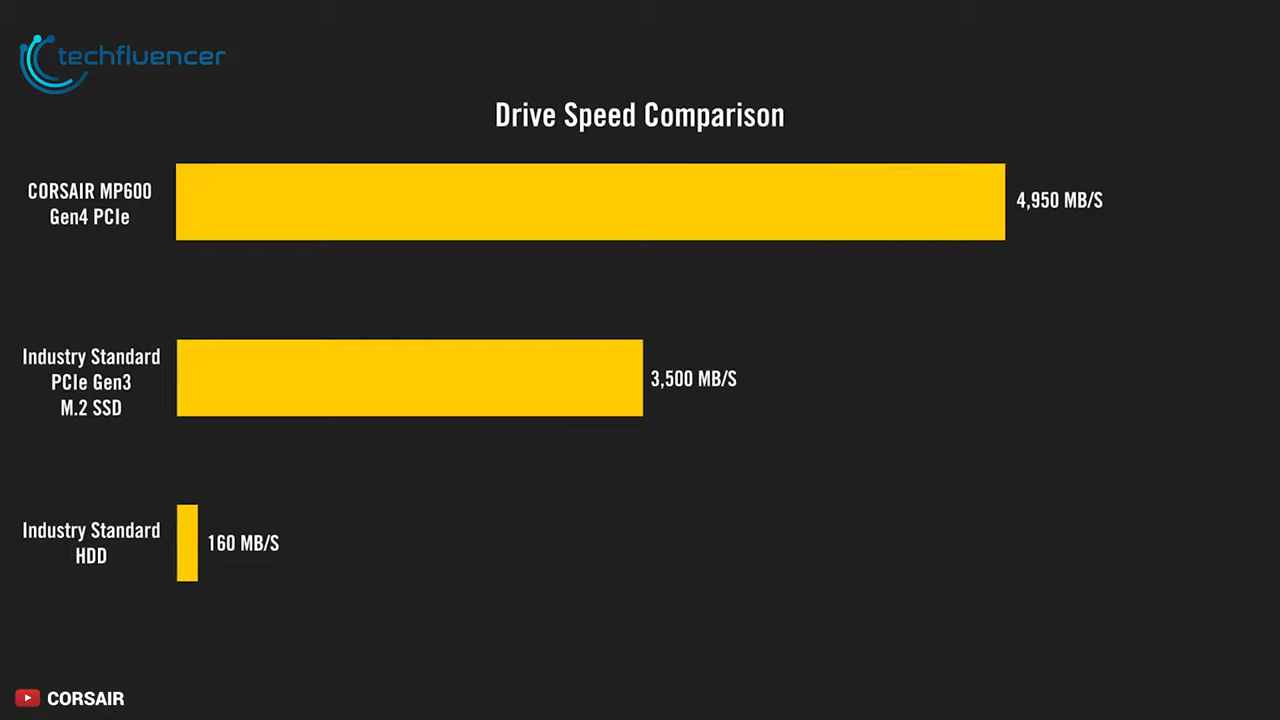 techfluencer
Drive Speed Comparison
CORSAIR MP600
Gen4 PCIe
4,950 MB/S
Industry Standard
PCIe Gen3
M.2 SSD
3,500 MB/S
Industry Standard
HDD
160 MB/S
CORSAIR